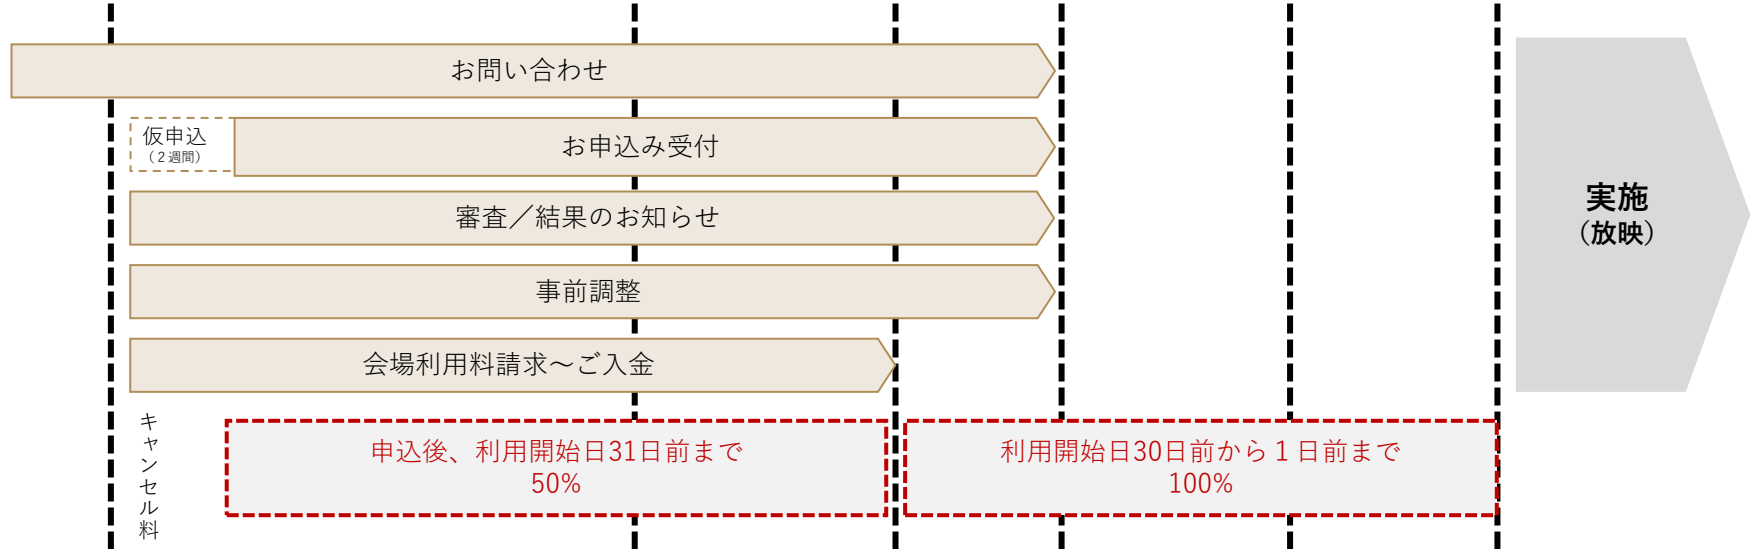 お問い合わせ
仮申込
（２週間）
お申込み受付
審査／結果のお知らせ
事前調整
会場利用料請求～ご入金
実施
（放映）
キャンセル料
申込後、利用開始日31日前まで
50%
利用開始日30日前から１日前まで
100%